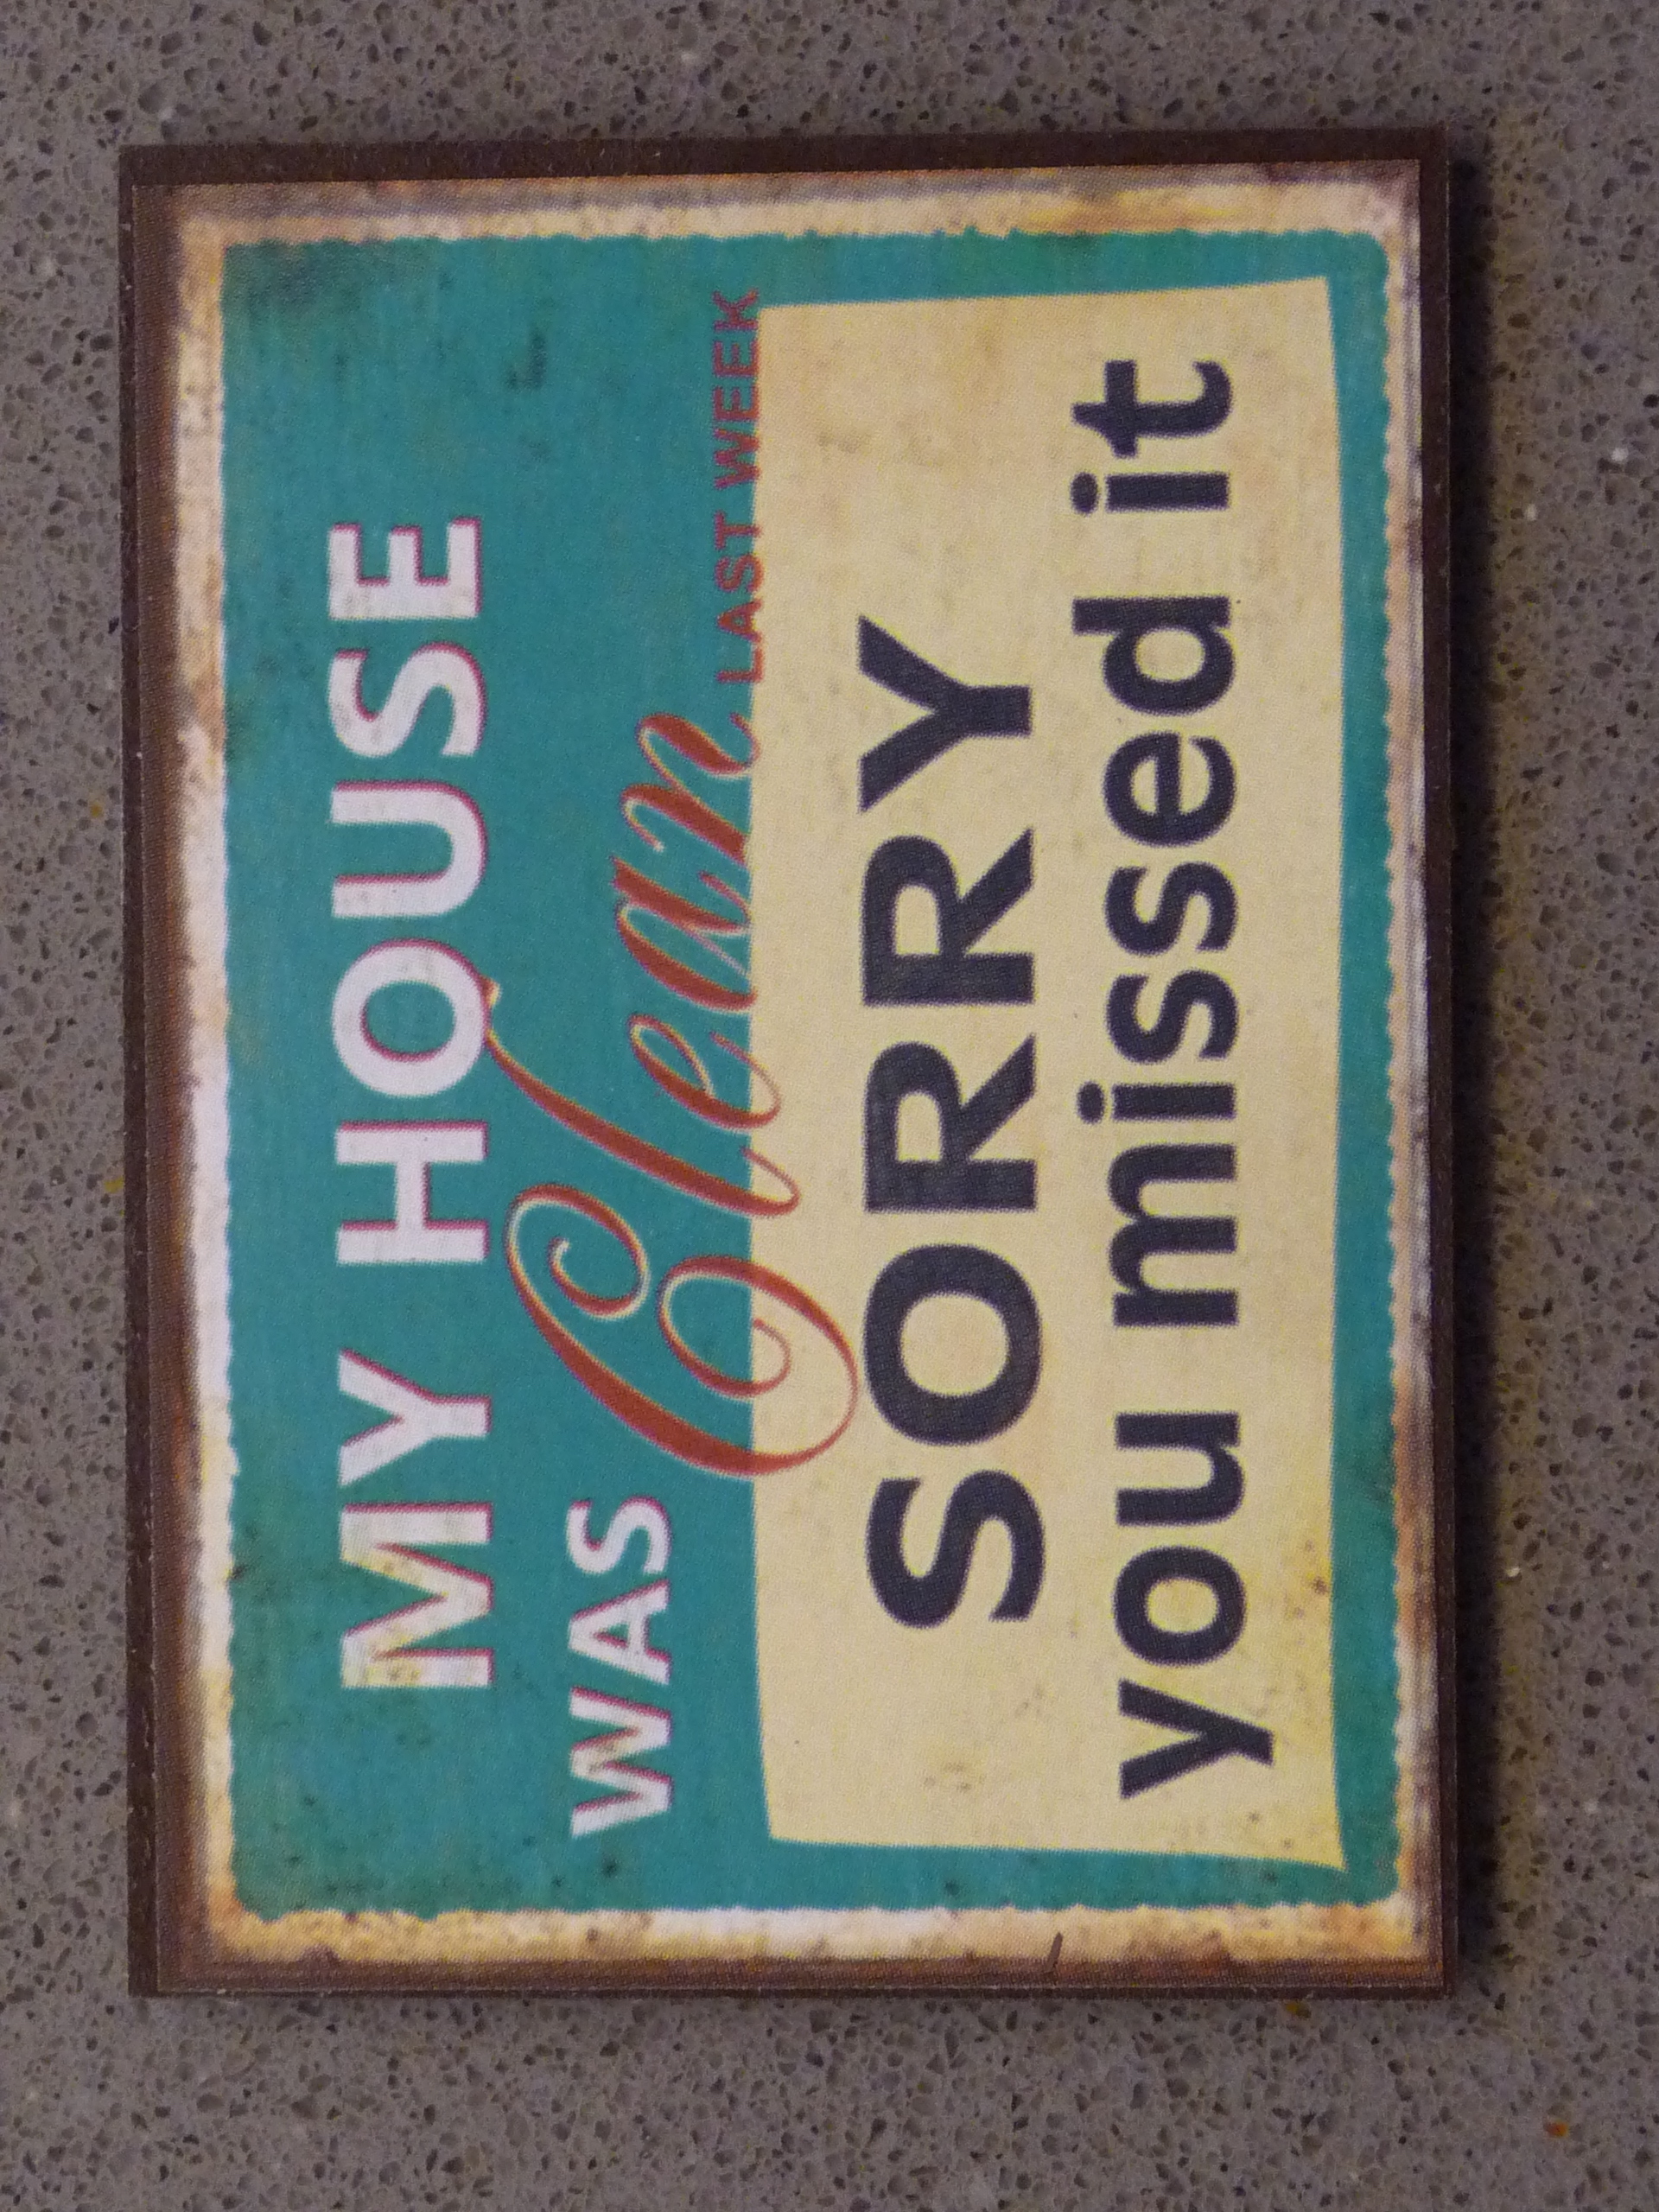 MY HOUSE
WAS Clean LAST WEEK
SORRY
you missed it